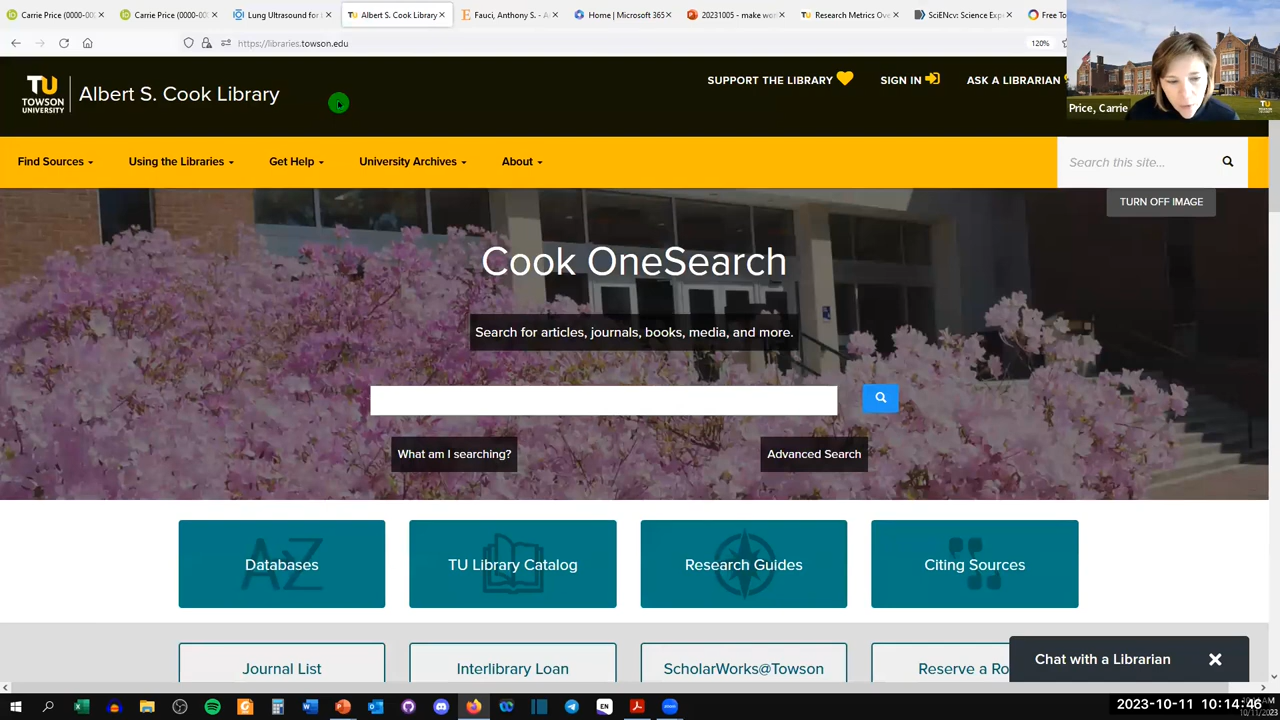 Carrie Price (0000-00
Carrie Price (0000-00
Lung Ultrasound for
Albert S. Cook Library
Fauci, Anthony S. - A
Home | Microsoft 365
20231005 - make wo
Research Metrics Ove
SciENcv: Science Exp
Free To
https://libraries.towson.edu
120%
Price, Carrie
TU
TOWSON
UNIVERSITY
Albert S. Cook Library
SUPPORT THE LIBRARY
SIGN IN
ASK A LIBRARIAN
Find Sources
Using the Libraries
Get Help
University Archives
About
Search this site...
TURN OFF IMAGE
Cook OneSearch
Search for articles, journals, books, media, and more.
What am I searching?
Advanced Search
Databases
TU Library Catalog
Research Guides
Citing Sources
Journal List
Interlibrary Loan
ScholarWorks@Towson
Reserve a Ro
Chat with a Librarian
EN
2023-10-11 10:14:46